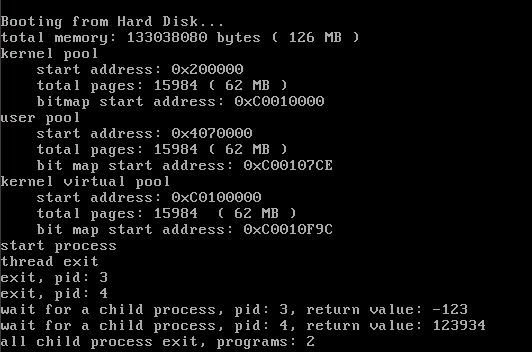 Booting from Hard Disk...
total memory: 133038080 bytes ( 126 MB )
kernel pool
    start address: 0x200000
    total pages: 15984 ( 62 MB )
    bitmap start address: 0xC0010000
user pool
    start address: 0x4070000
    total pages: 15984 ( 62 MB )
    bit map start address: 0xC00107CE
kernel virtual pool
    start address: 0xC0100000
    total pages: 15984  ( 62 MB )
    bit map start address: 0xC0010F9C
start process
thread exit
exit, pid: 3
exit, pid: 4
wait for a child process, pid: 3, return value: -123
wait for a child process, pid: 4, return value: 123934
all child process exit, programs: 2